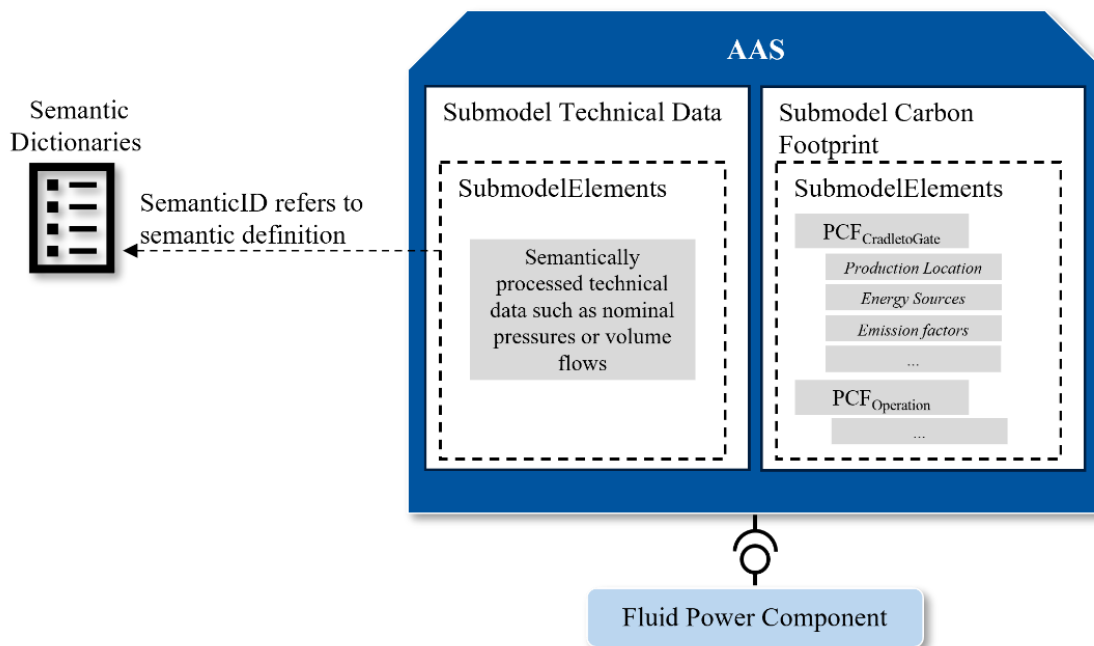 AAS
Semantic
Dictionaries
SemanticID refers to
semantic definition
Submodel Technical Data
SubmodelElements
Semantically
processed technical
data such as nominal
pressures or volume
flows
Submodel Carbon
Footprint
SubmodelElements
PCFCradletoGate
Production Location
Energy Sources
Emission factors
...
PCFOperation
...
Fluid Power Component